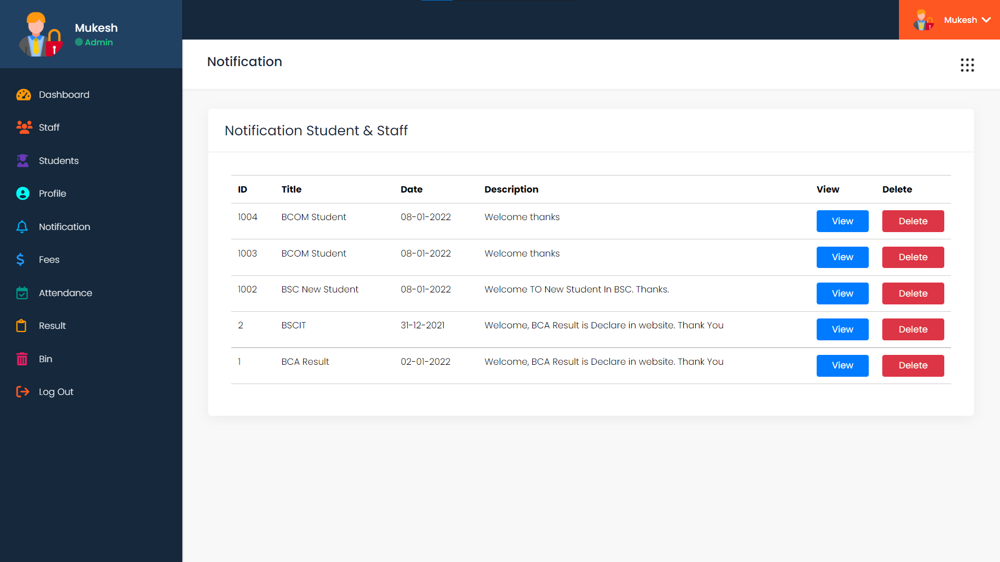 Mukesh
Admin
Mukesh
Dashboard
Staff
Students
Profile
Notification
Fees
Attendance
Result
Bin
Log Out
Notification
Notification Student & Staff
ID Title Date Description View Delete
1004 BCOM Student 08-01-2022 Welcome thanks View Delete
1003 BCOM Student 08-01-2022 Welcome thanks View Delete
1002 BSC New Student 08-01-2022 Welcome TO New Student In BSC. Thanks. View Delete
2 BSCIT 31-12-2021 Welcome, BCA Result is Declare in website. Thank You View Delete
1 BCA Result 02-01-2022 Welcome, BCA Result is Declare in website. Thank You View Delete